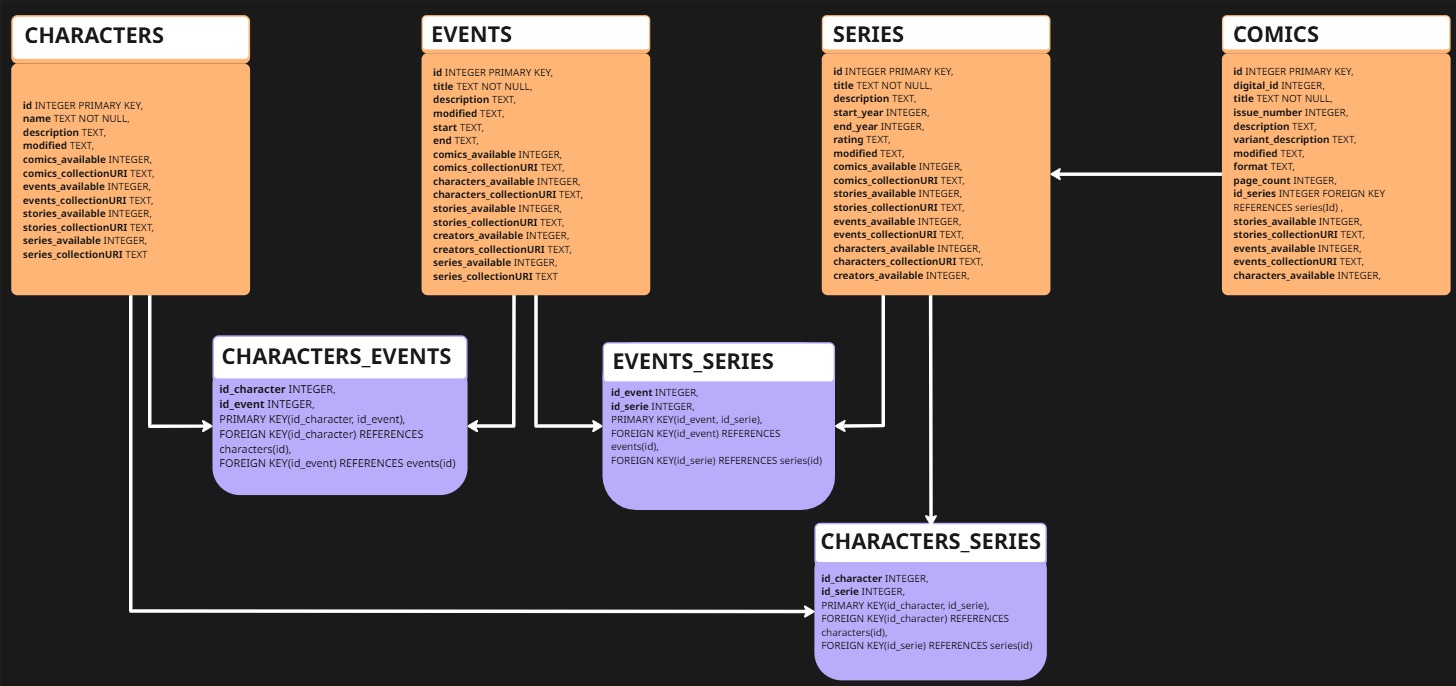 CHARACTERS
id INTEGER PRIMARY KEY,
name TEXT NOT NULL,
description TEXT,
modified TEXT,
comics_available INTEGER,
comics_collectionURI TEXT,
events_available INTEGER,
events_collectionURI TEXT,
stories_available INTEGER,
stories_collectionURI TEXT,
series_available INTEGER,
series_collectionURI TEXT
EVENTS
id INTEGER PRIMARY KEY,
title TEXT NOT NULL,
description TEXT,
modified TEXT,
start TEXT,
end TEXT,
comics_available INTEGER,
comics_collectionURI TEXT,
characters_available INTEGER,
characters_collectionURI TEXT,
stories_available INTEGER,
stories_collectionURI TEXT,
creators_available INTEGER,
creators_collectionURI TEXT,
series_available INTEGER,
series_collectionURI TEXT
SERIES
id INTEGER PRIMARY KEY,
title TEXT NOT NULL,
description TEXT,
start_year INTEGER,
end_year INTEGER,
rating TEXT,
modified TEXT,
comics_available INTEGER,
comics_collectionURI TEXT,
stories_available INTEGER,
stories_collectionURI TEXT,
events_available INTEGER,
events_collectionURI TEXT,
characters_available INTEGER,
characters_collectionURI TEXT,
creators_available INTEGER,
COMICS
id INTEGER PRIMARY KEY,
digital_id INTEGER,
title TEXT NOT NULL,
issue_number INTEGER,
description TEXT,
variant_description TEXT,
modified TEXT,
format TEXT,
page_count INTEGER,
id_series INTEGER FOREIGN KEY
REFERENCES series(Id) ,
stories_available INTEGER,
stories_collectionURI TEXT,
events_available INTEGER,
events_collectionURI TEXT,
characters_available INTEGER,
CHARACTERS_EVENTS
id_character INTEGER,
id_event INTEGER,
PRIMARY KEY(id_character, id_event),
FOREIGN KEY(id_character) REFERENCES
characters(id),
FOREIGN KEY(id_event) REFERENCES events(id)
EVENTS_SERIES
id_event INTEGER,
id_serie INTEGER,
PRIMARY KEY(id_event, id_serie),
FOREIGN KEY(id_event) REFERENCES
events(id),
FOREIGN KEY(id_serie) REFERENCES series(id)
CHARACTERS_SERIES
id_character INTEGER,
id_serie INTEGER,
PRIMARY KEY(id_character, id_serie),
FOREIGN KEY(id_character) REFERENCES
characters(id),
FOREIGN KEY(id_serie) REFERENCES series(id)